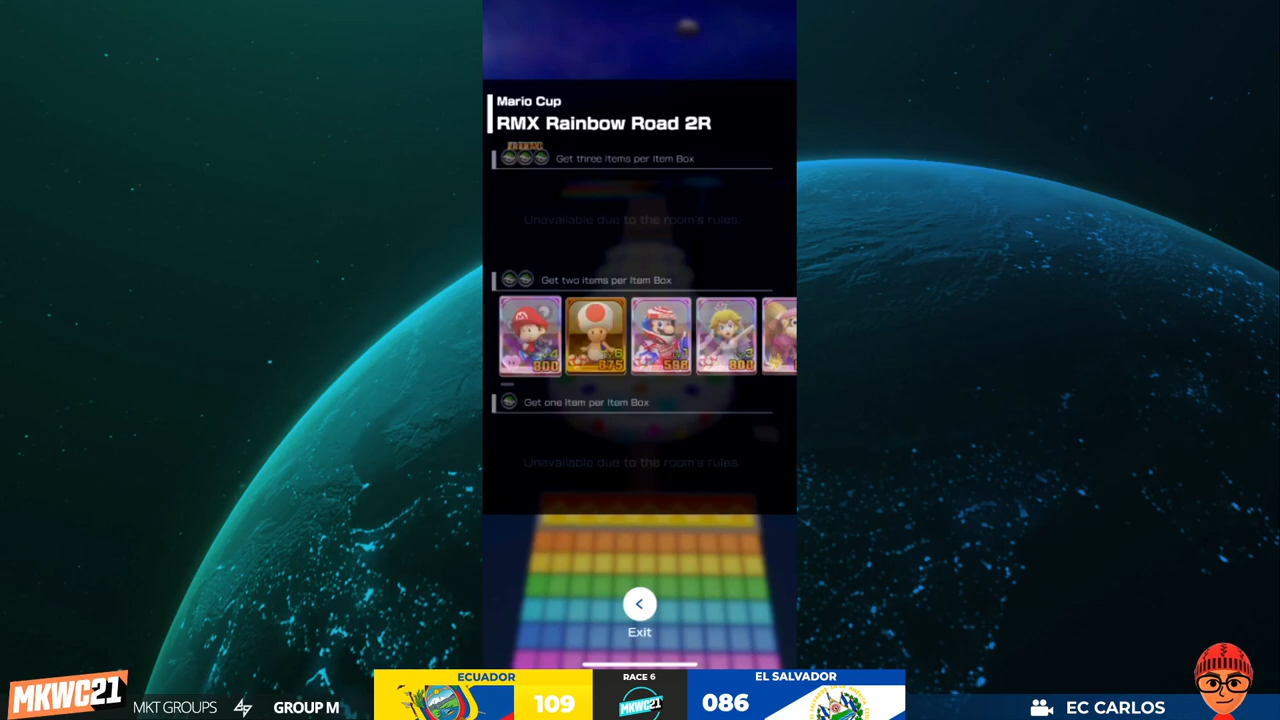 Mario Cup
RMX Rainbow Road 2R
Get three items per Item Box
Unavailable due to the room's rules.
Get two items per Item Box
800
875
800
Get one item per Item Box
Unavailable due to the room's rules.
Exit
MKWC21
MKT GROUPS
GROUP M
ECUADOR
109
RACE 6
MKWC21
086
EL SALVADOR
EC CARLOS